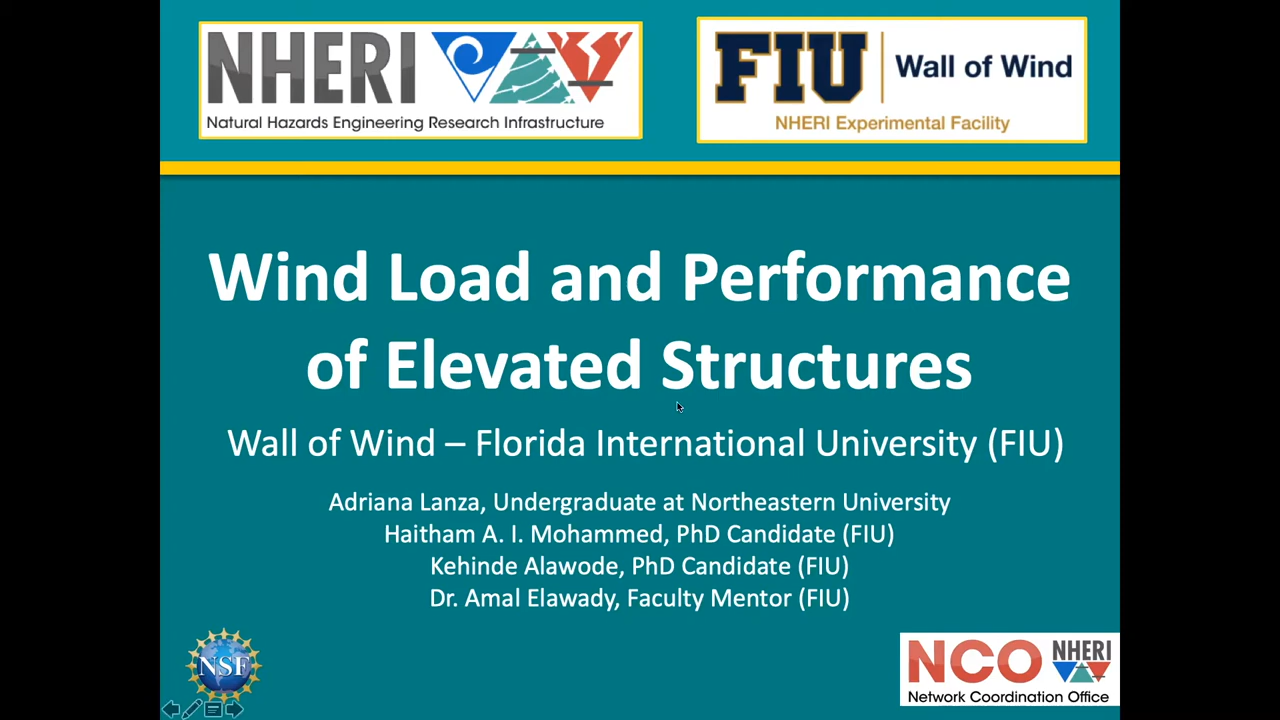 NHERI
Natural Hazards Engineering Research Infrastructure
FIU Wall of Wind
NHERI Experimental Facility
Wind Load and Performance
of Elevated Structures
Wall of Wind – Florida International University (FIU)
Adriana Lanza, Undergraduate at Northeastern University
Haitham A. I. Mohammed, PhD Candidate (FIU)
Kehinde Alawode, PhD Candidate (FIU)
Dr. Amal Elawady, Faculty Mentor (FIU)
NSF
NCO NHERI
Network Coordination Office